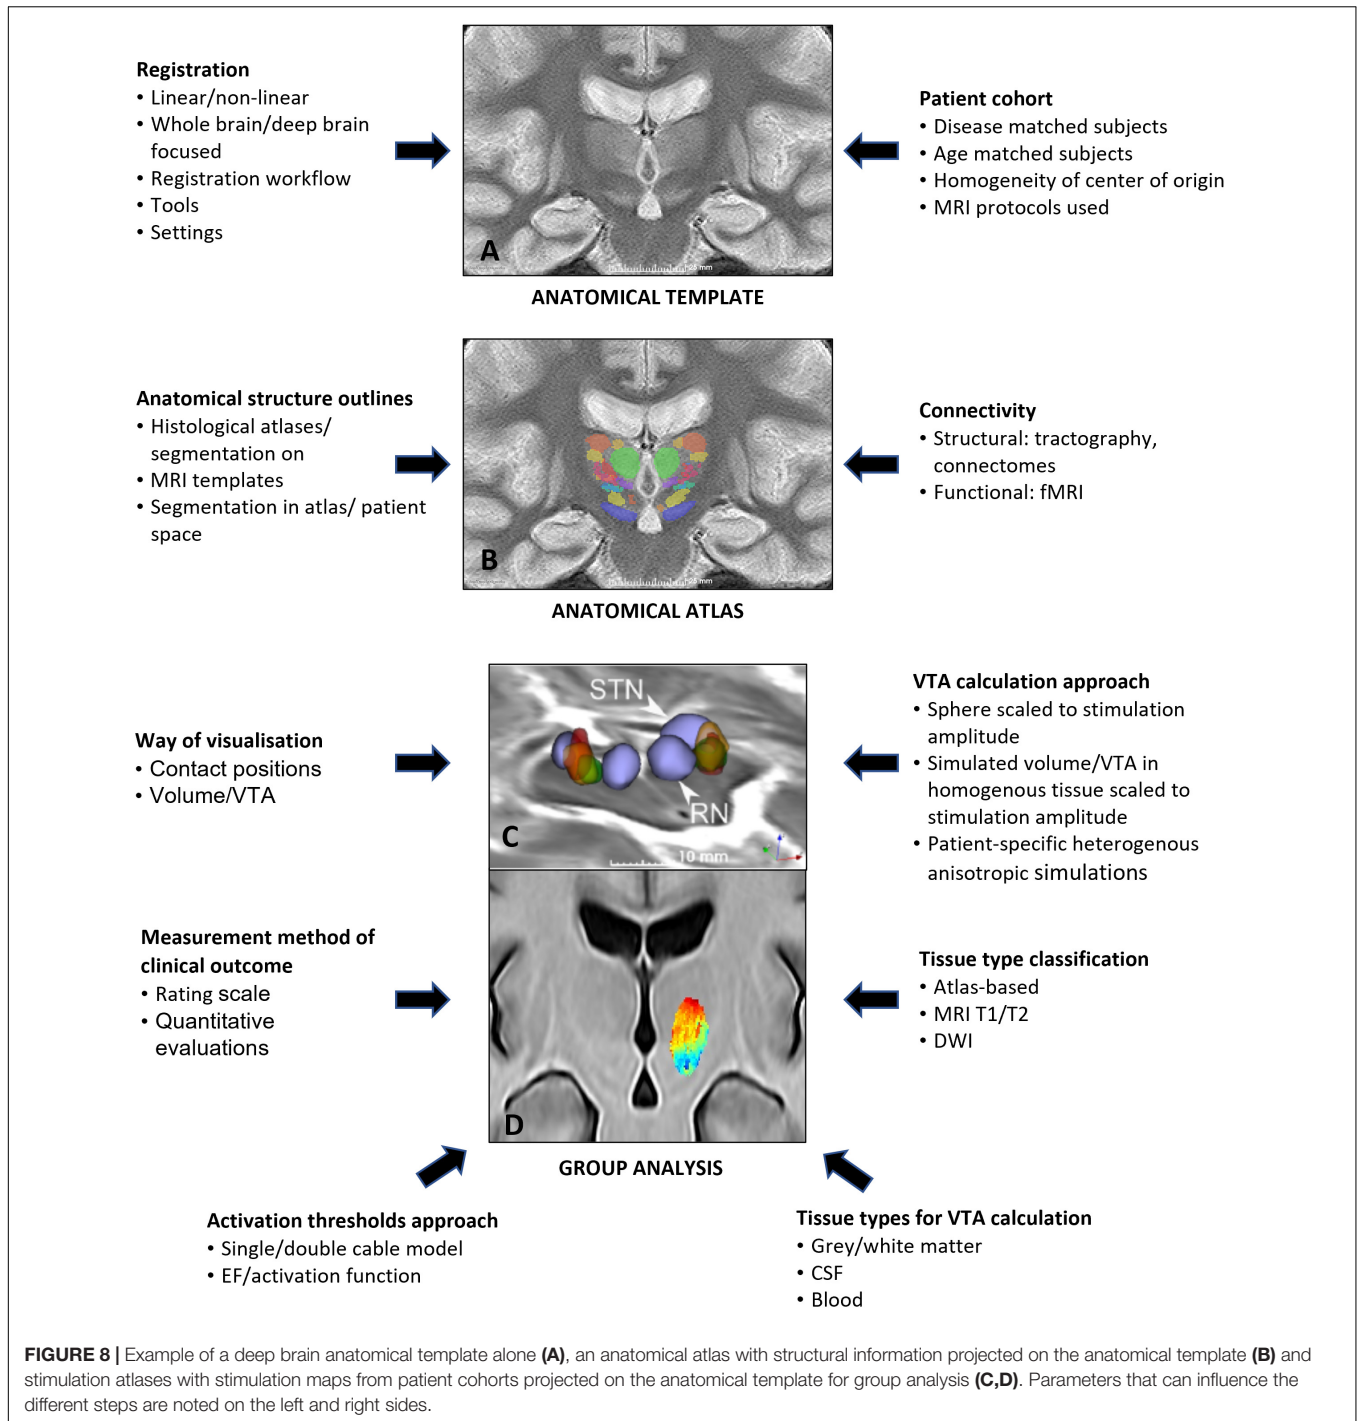 Registration
• Linear/non-linear
• Whole brain/deep brain
focused
• Registration workflow
• Tools
• Settings
A
25 mm
Patient cohort
• Disease matched subjects
• Age matched subjects
• Homogeneity of center of origin
• MRI protocols used
ANATOMICAL TEMPLATE
Anatomical structure outlines
• Histological atlases/
segmentation on
• MRI templates
• Segmentation in atlas/ patient
space
B
25 mm
Connectivity
• Structural: tractography,
connectomes
• Functional: fMRI
ANATOMICAL ATLAS
Way of visualisation
• Contact positions
• Volume/VTA
STN
RN
C
10 mm
VTA calculation approach
• Sphere scaled to stimulation
amplitude
• Simulated volume/VTA in
homogenous tissue scaled to
stimulation amplitude
• Patient-specific heterogenous
anisotropic simulations
Measurement method of
clinical outcome
• Rating scale
• Quantitative
evaluations
D
Tissue type classification
• Atlas-based
• MRI T1/T2
• DWI
GROUP ANALYSIS
Activation thresholds approach
• Single/double cable model
• EF/activation function
Tissue types for VTA calculation
• Grey/white matter
• CSF
• Blood
FIGURE 8 | Example of a deep brain anatomical template alone (A), an anatomical atlas with structural information projected on the anatomical template (B) and
stimulation atlases with stimulation maps from patient cohorts projected on the anatomical template for group analysis (C,D). Parameters that can influence the
different steps are noted on the left and right sides.